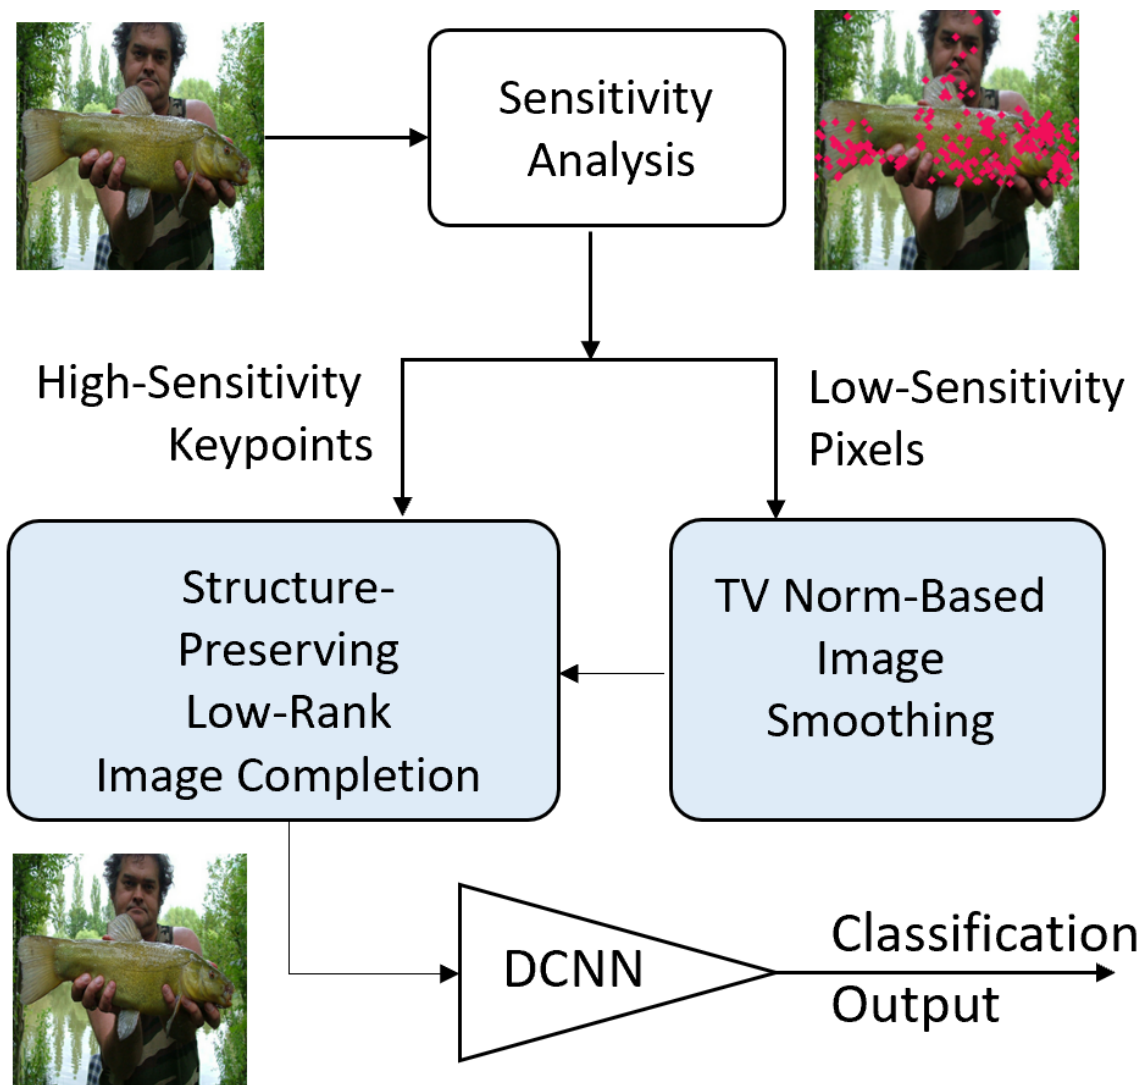 Sensitivity
Analysis
High-Sensitivity
Keypoints
Low-Sensitivity
Pixels
Structure-
Preserving
Low-Rank
Image Completion
TV Norm-Based
Image
Smoothing
DCNN
Classification
Output